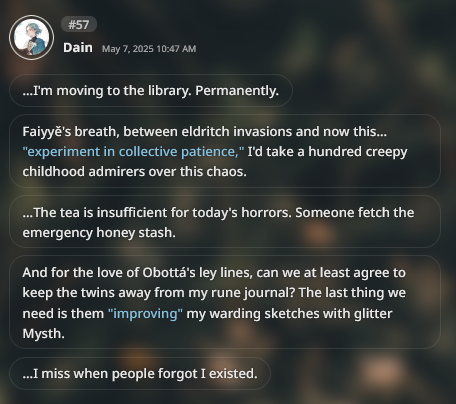 #57
Dain May 7, 2025 10:47 AM
...I'm moving to the library. Permanently.
Faiyyĕ's breath, between eldritch invasions and now this...
"experiment in collective patience," I'd take a hundred creepy
childhood admirers over this chaos.
...The tea is insufficient for today's horrors. Someone fetch the
emergency honey stash.
And for the love of Obottá's ley lines, can we at least agree to
keep the twins away from my rune journal? The last thing we
need is them "improving" my warding sketches with glitter
Mysth.
...I miss when people forgot I existed.